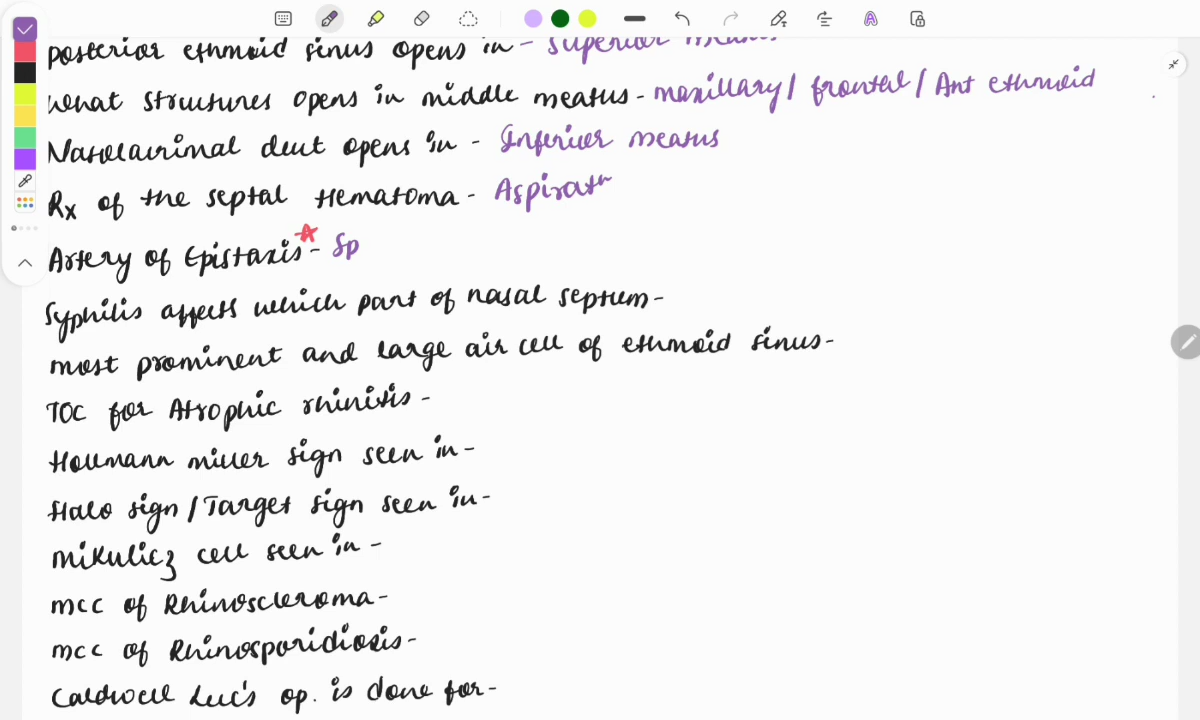 posterior ethmoid sinus opens in - Superior meatus
what structures opens in middle meatus - maxillary / frontal / Ant ethmoid
Nasolacrimal duct opens in - Inferior meatus
Rx of the septal Hematoma - Aspiratn
Artery of Epistaxis* - Sp
Syphilis affects which part of nasal septum -
most prominent and large air cell of ethmoid sinus -
TOC for Atrophic rhinitis -
Hollmann miller sign seen in -
Halo sign / Target sign seen in -
mikulicz cell seen in -
mcc of Rhinoscleroma -
mcc of Rhinosporidiosis -
Caldwell Luc's op. is done for -